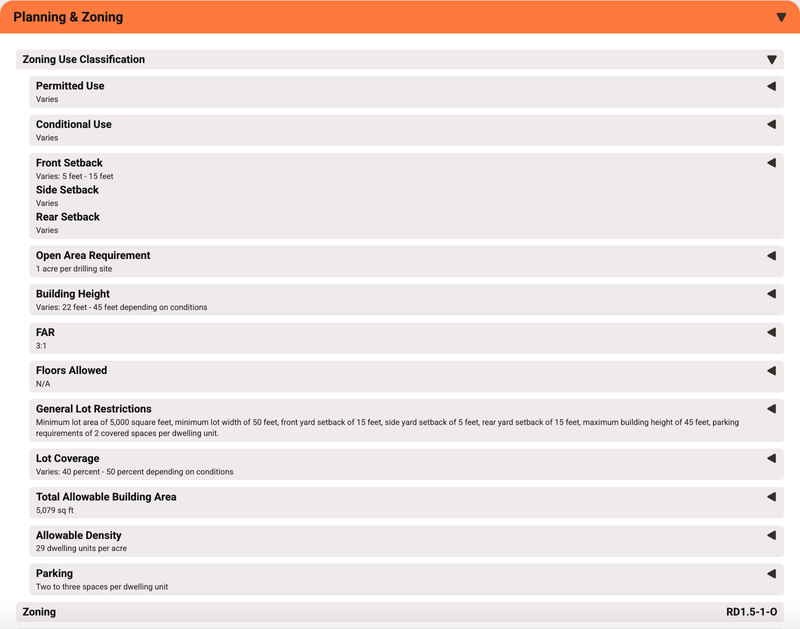 Planning & Zoning
Zoning Use Classification
Permitted Use
Varies
Conditional Use
Varies
Front Setback
Varies: 5 feet - 15 feet
Side Setback
Varies
Rear Setback
Varies
Open Area Requirement
1 acre per drilling site
Building Height
Varies: 22 feet - 45 feet depending on conditions
FAR
3:1
Floors Allowed
N/A
General Lot Restrictions
Minimum lot area of 5,000 square feet, minimum lot width of 50 feet, front yard setback of 15 feet, side yard setback of 5 feet, rear yard setback of 15 feet, maximum building height of 45 feet, parking
requirements of 2 covered spaces per dwelling unit.
Lot Coverage
Varies: 40 percent - 50 percent depending on conditions
Total Allowable Building Area
5,079 sq ft
Allowable Density
29 dwelling units per acre
Parking
Two to three spaces per dwelling unit
Zoning RD1.5-1-O